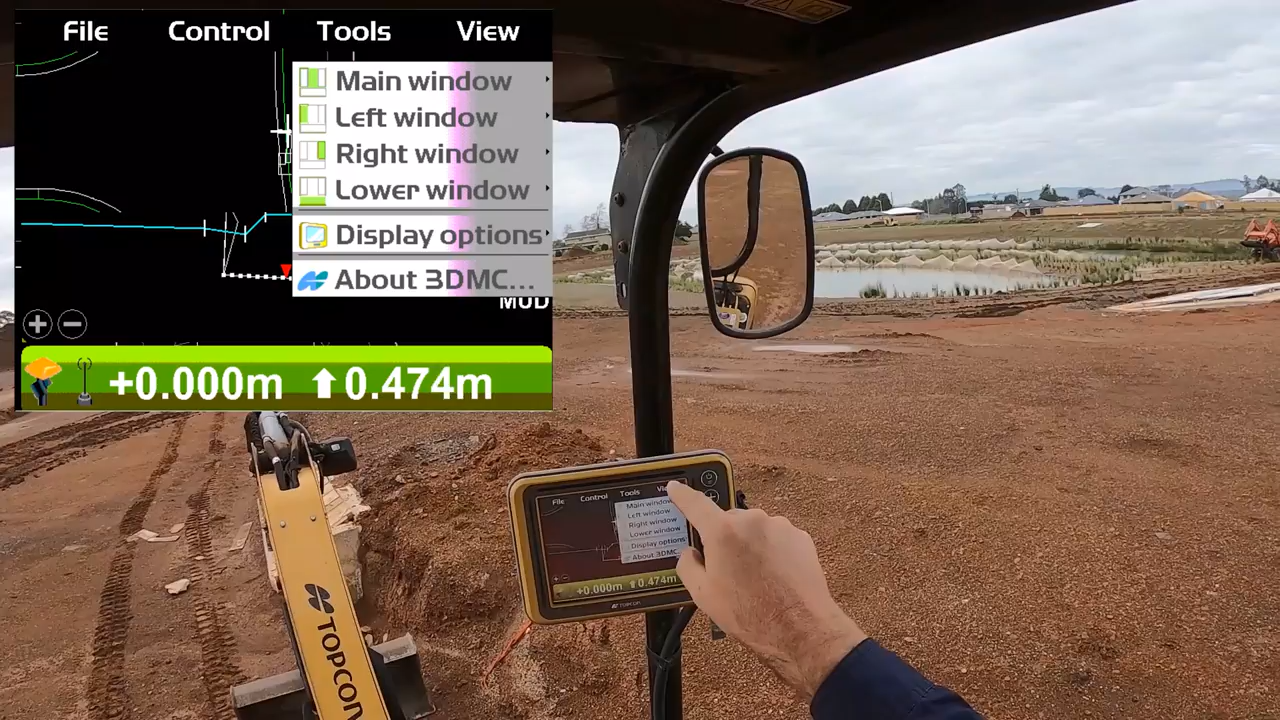 File Control Tools View
Main window
Left window
Right window
Lower window
Display options
About 3DMC...
+0.000m 0.474m
TOPCON
File Control Tools
Main window
Left window
Right window
Lower window
Display options
About 3DMC...
+0.000m 0.474m
TOPCON